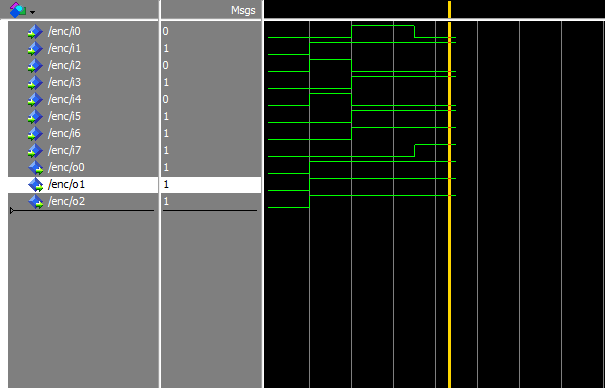 Msgs
/enc/i0 0
/enc/i1 1
/enc/i2 0
/enc/i3 1
/enc/i4 0
/enc/i5 1
/enc/i6 1
/enc/i7 1
/enc/o0 1
/enc/o1 1
/enc/o2 1